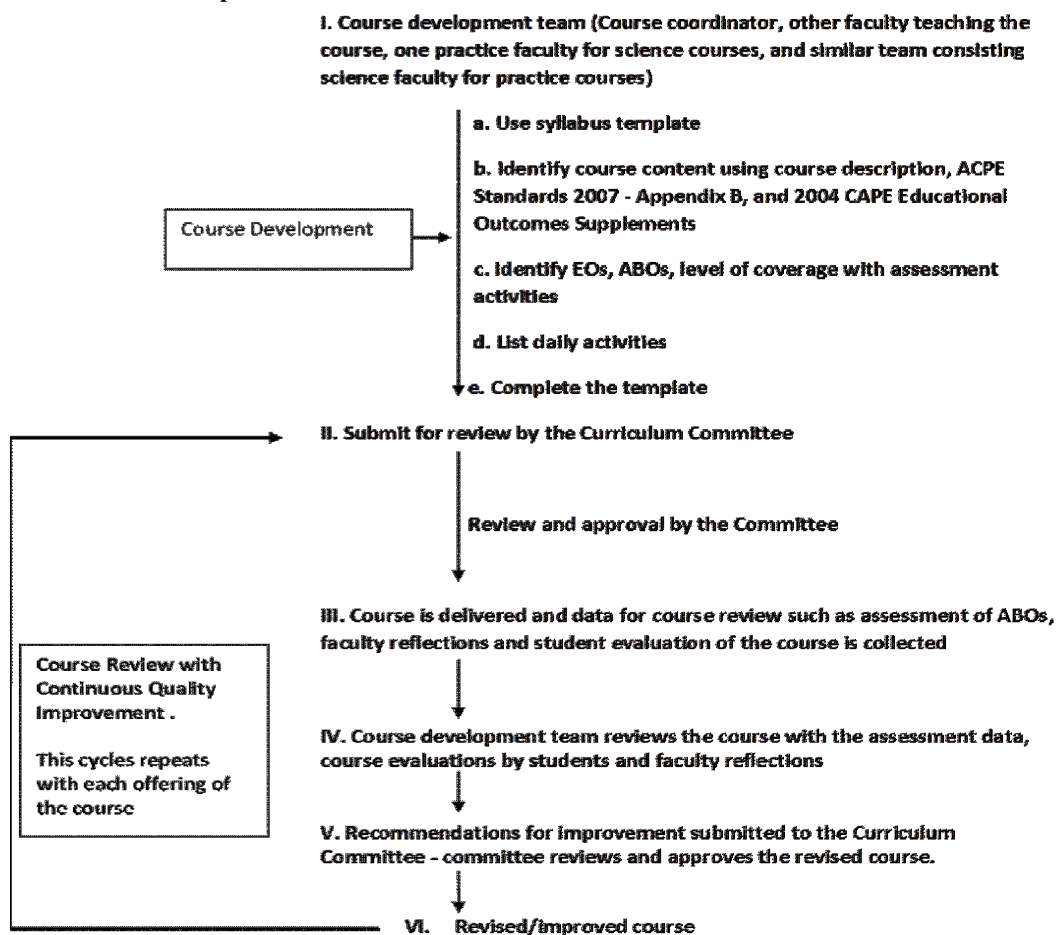 I. Course development team (Course coordinator, other faculty teaching the
course, one practice faculty for science courses, and similar team consisting
science faculty for practice courses)
a. Use syllabus template
b. Identify course content using course description, ACPE
Standards 2007 - Appendix B, and 2004 CAPE Educational
Outcomes Supplements
Course Development
c. Identify EOs, ABOs, level of coverage with assessment
activities
d. List daily activities
e. Complete the template
II. Submit for review by the Curriculum Committee
Review and approval by the Committee
III. Course is delivered and data for course review such as assessment of ABOs,
faculty reflections and student evaluation of the course is collected
Course Review with
Continuous Quality
Improvement .
This cycles repeats
with each offering of
the course
IV. Course development team reviews the course with the assessment data,
course evaluations by students and faculty reflections
V. Recommendations for improvement submitted to the Curriculum
Committee - committee reviews and approves the revised course.
VI. Revised/improved course